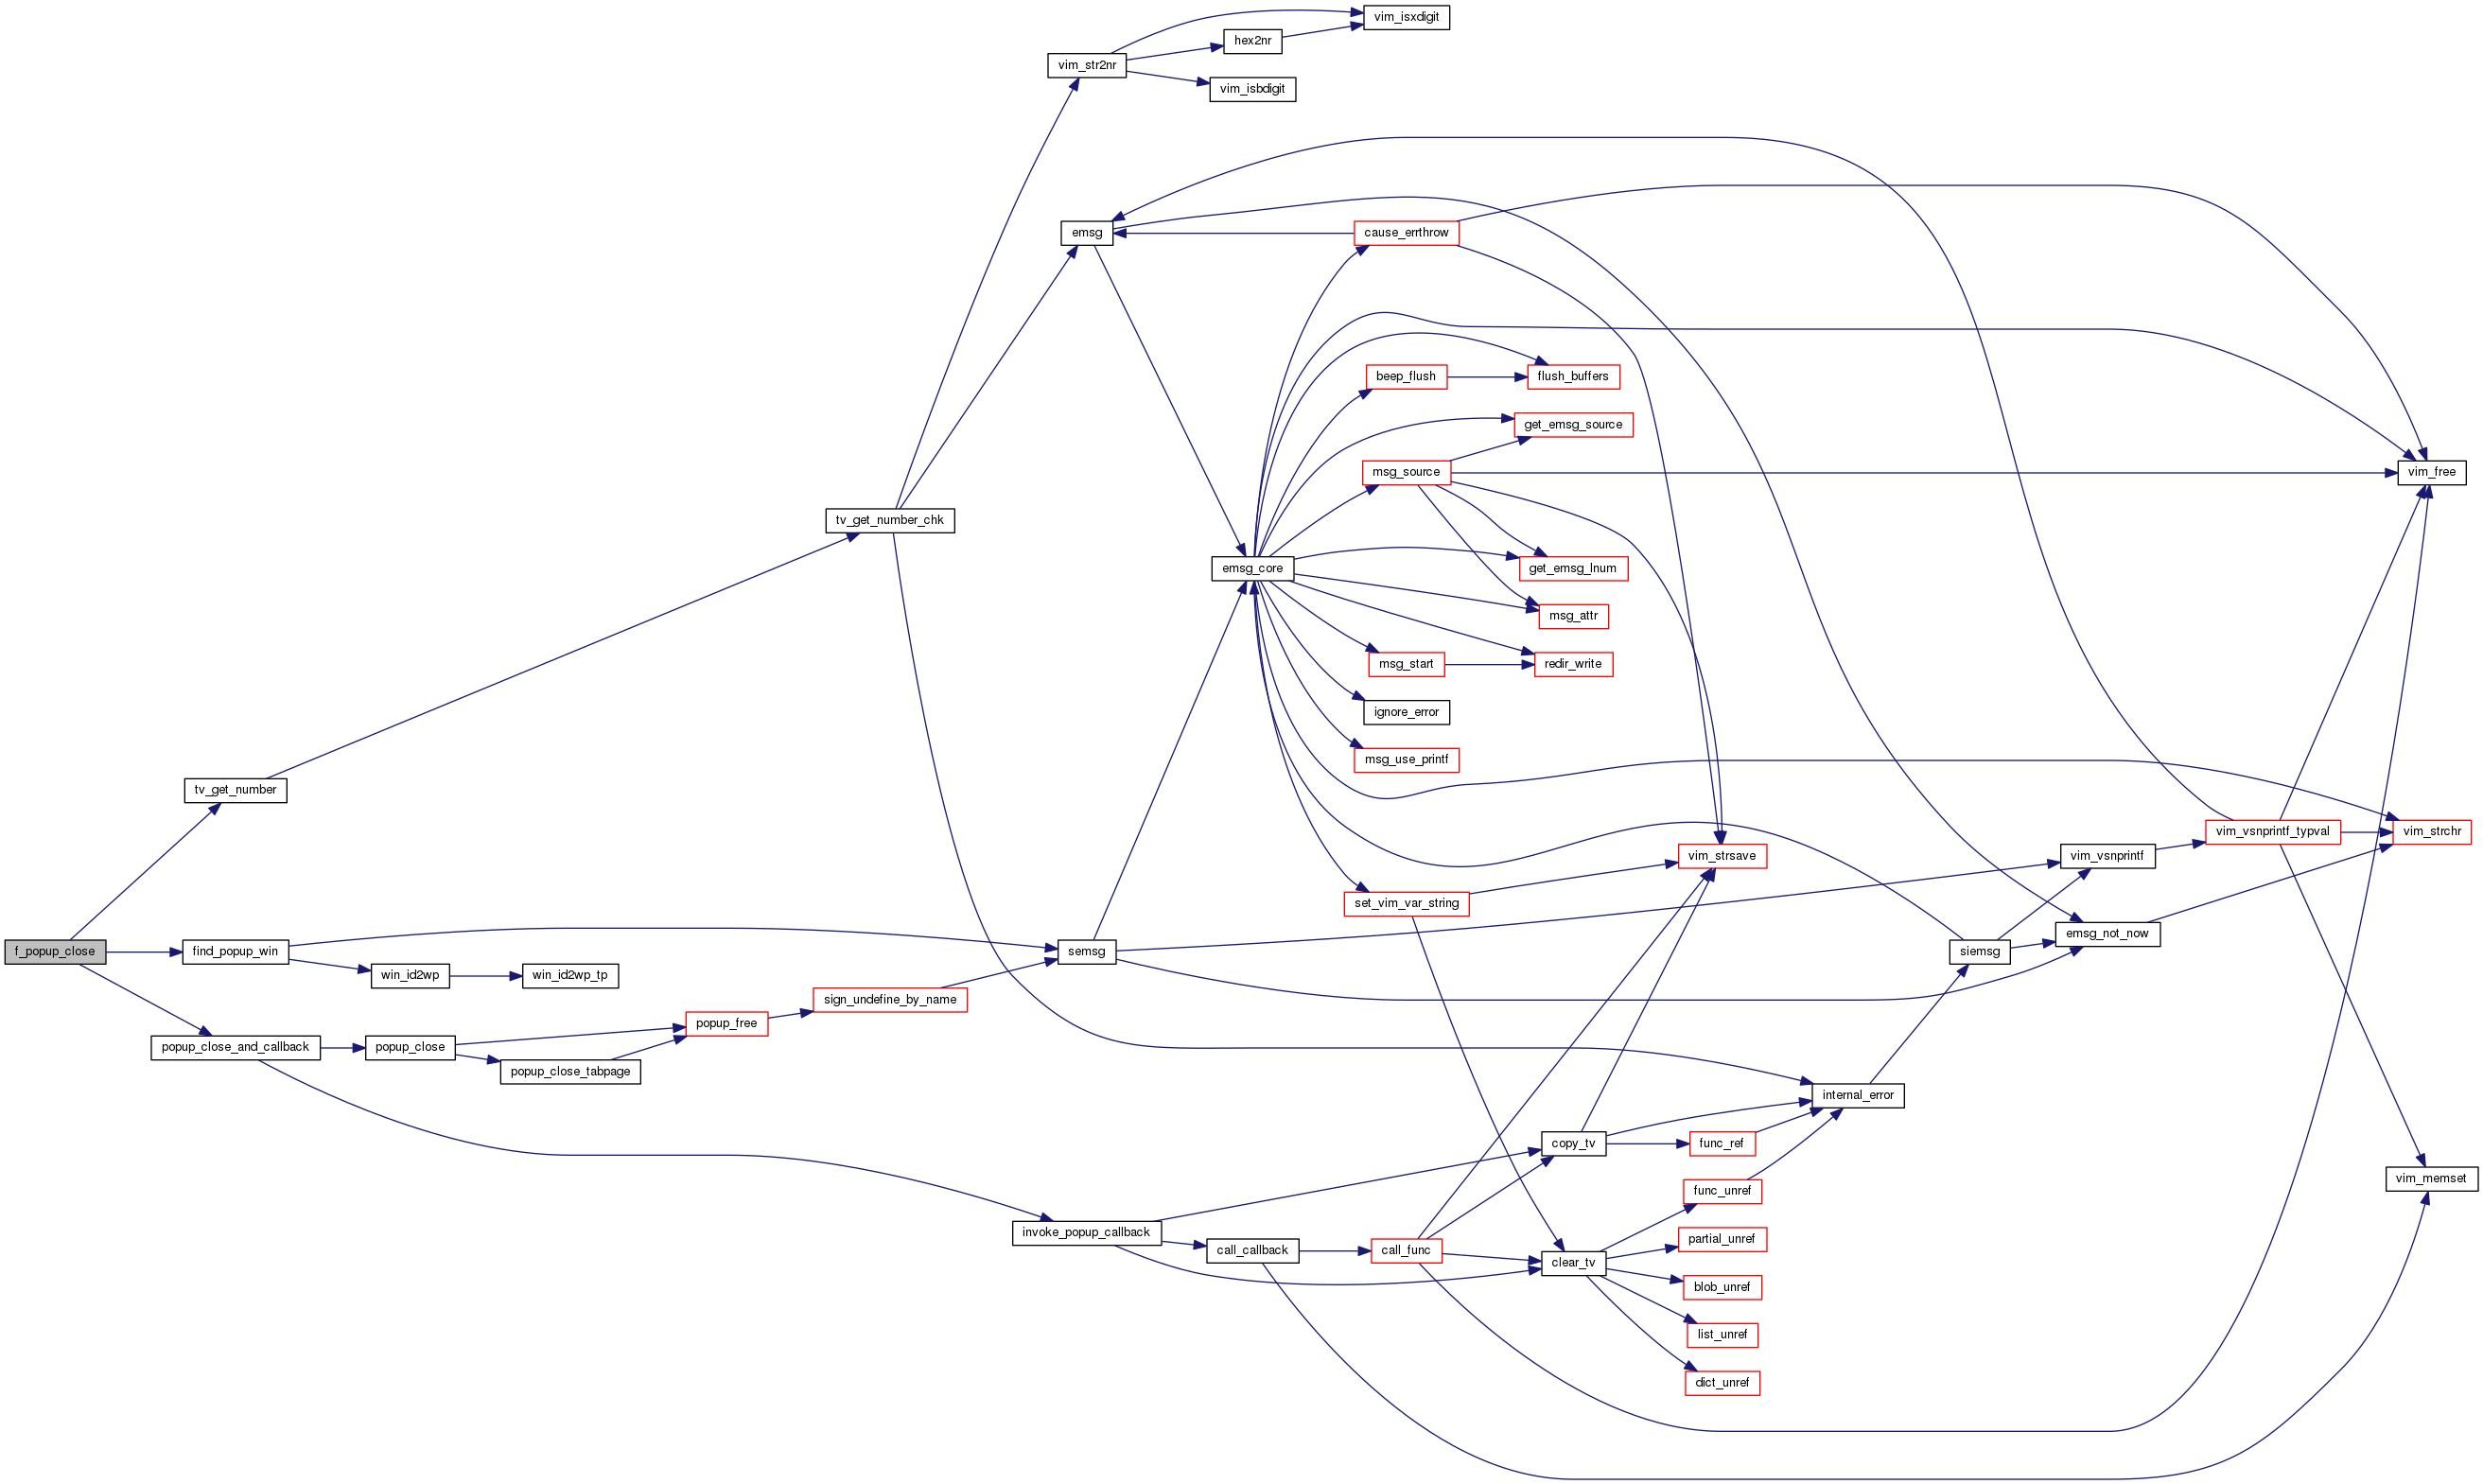 vim_isxdigit
hex2nr
vim_str2nr
vim_isbdigit
emsg
cause_errthrow
beep_flush
flush_buffers
get_emsg_source
msg_source
vim_free
tv_get_number_chk
emsg_core
get_emsg_lnum
msg_attr
msg_start
redir_write
ignore_error
msg_use_printf
tv_get_number
vim_vsnprintf_typval
vim_strchr
vim_strsave
vim_vsnprintf
set_vim_var_string
emsg_not_now
f_popup_close
find_popup_win
semsg
siemsg
win_id2wp
win_id2wp_tp
sign_undefine_by_name
popup_free
popup_close_and_callback
popup_close
popup_close_tabpage
internal_error
copy_tv
func_ref
vim_memset
func_unref
invoke_popup_callback
partial_unref
call_callback
call_func
clear_tv
blob_unref
list_unref
dict_unref